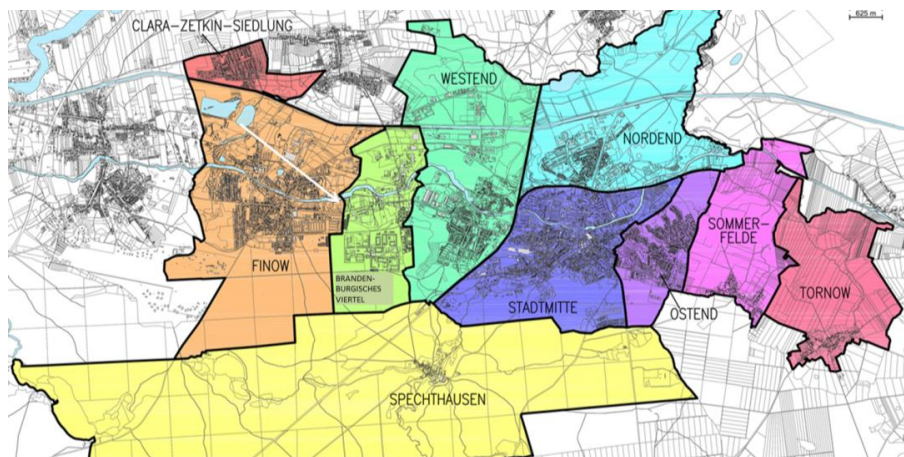 625 m
CLARA-ZETKIN-SIEDLUNG
WESTEND
NORDEND
SOMMER-
FELDE
FINOW
BRANDEN-
BURGISCHES
VIERTEL
STADTMITTE
OSTEND
TORNOW
SPECHTHAUSEN